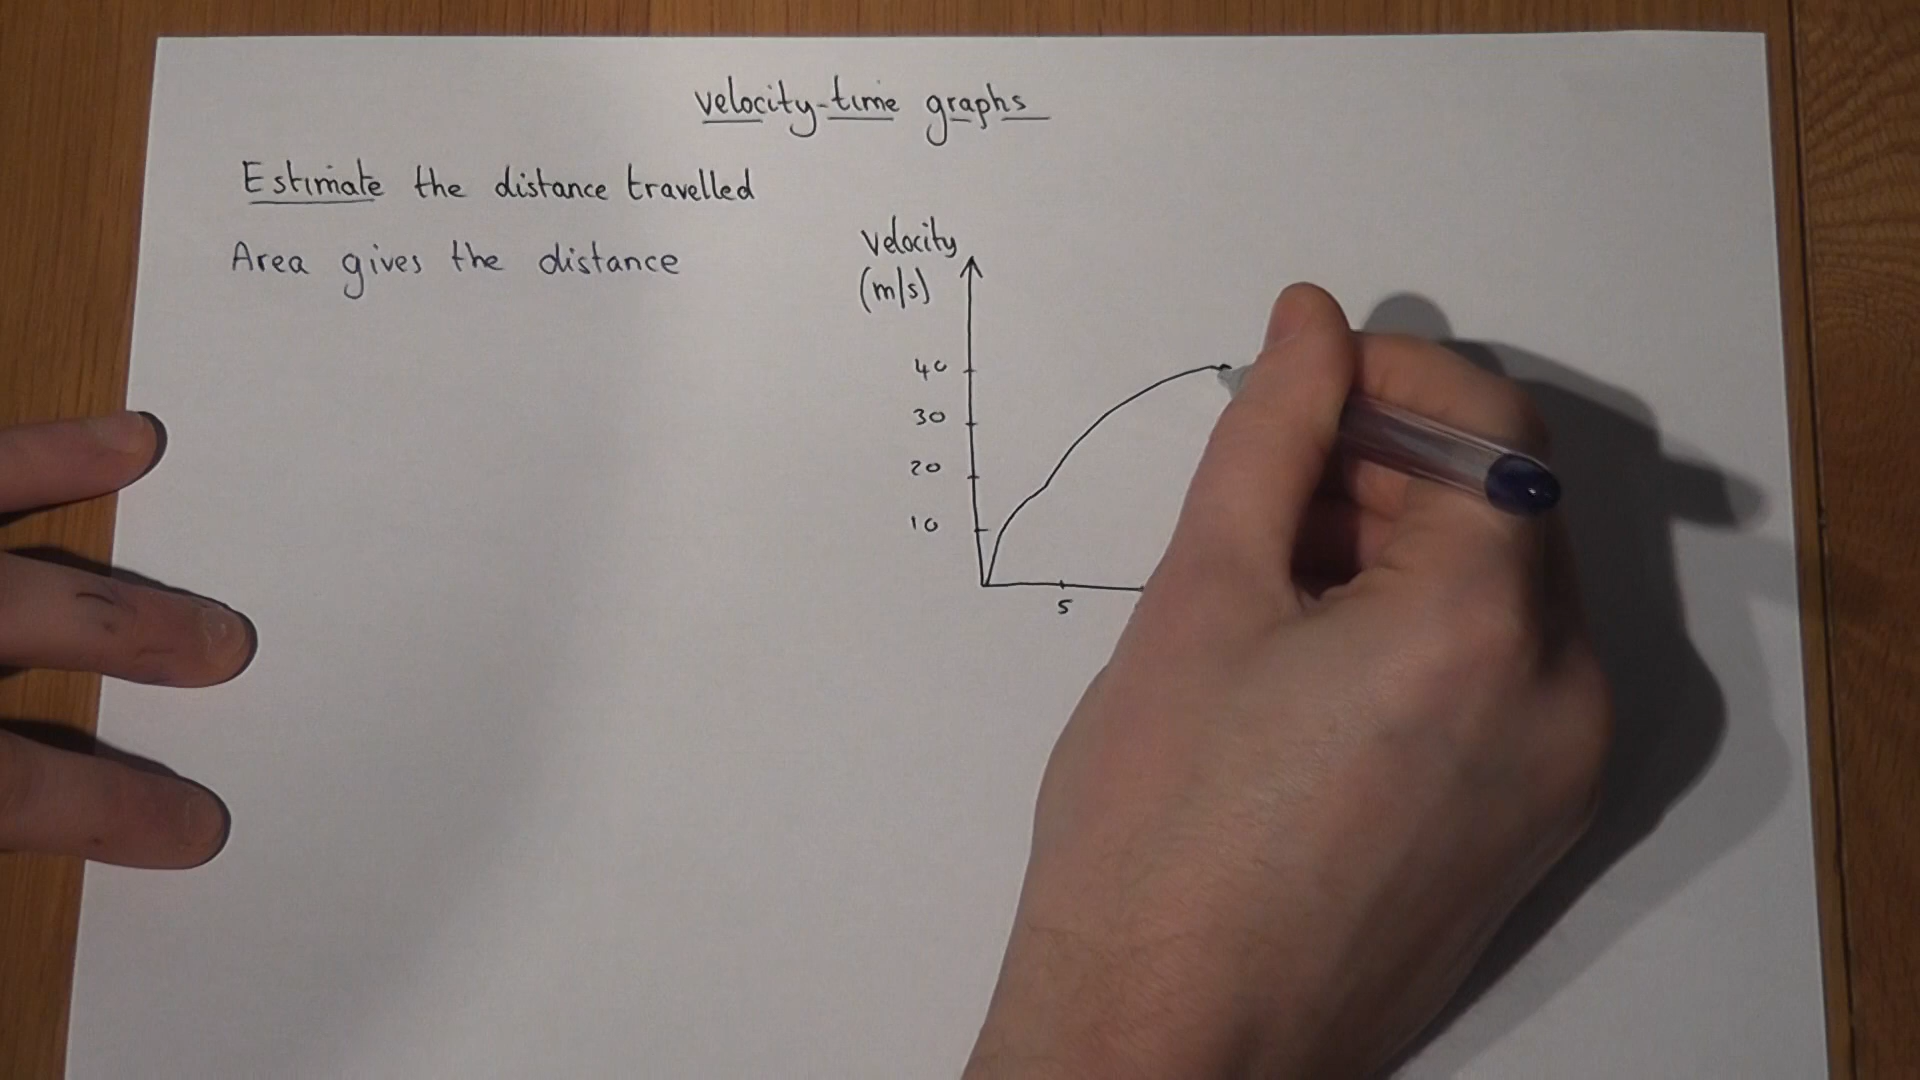 velocity-time graphs
Estimate the distance travelled
Area gives the distance
Velocity
(m/s)
40
30
20
10
5